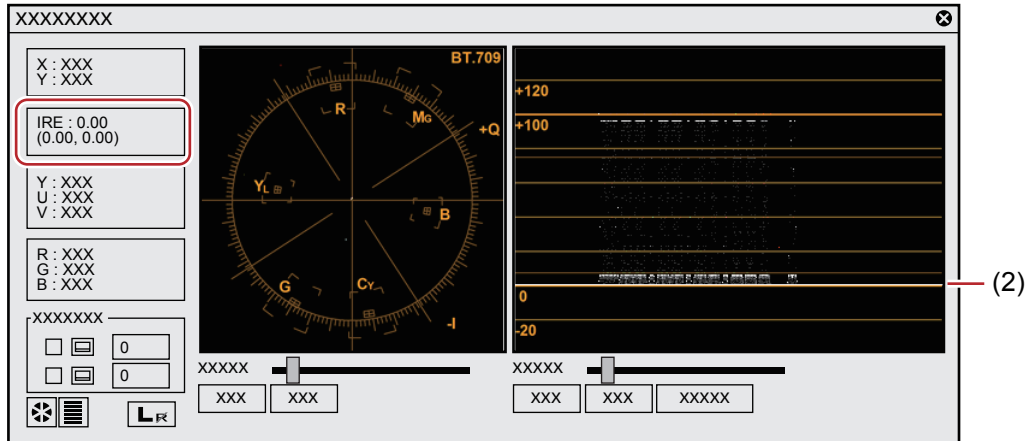 XXXXXXXX
X : XXX
Y : XXX
IRE : 0.00
(0.00, 0.00)
Y : XXX
U : XXX
V : XXX
R : XXX
G : XXX
B : XXX
XXXXXXX
0
0
L R
BT.709
R
MG
+Q
YL
B
G
CY
-I
XXXXX
XXX XXX
+120
+100
0
-20
XXXXX
XXX XXX XXXXX
(2)